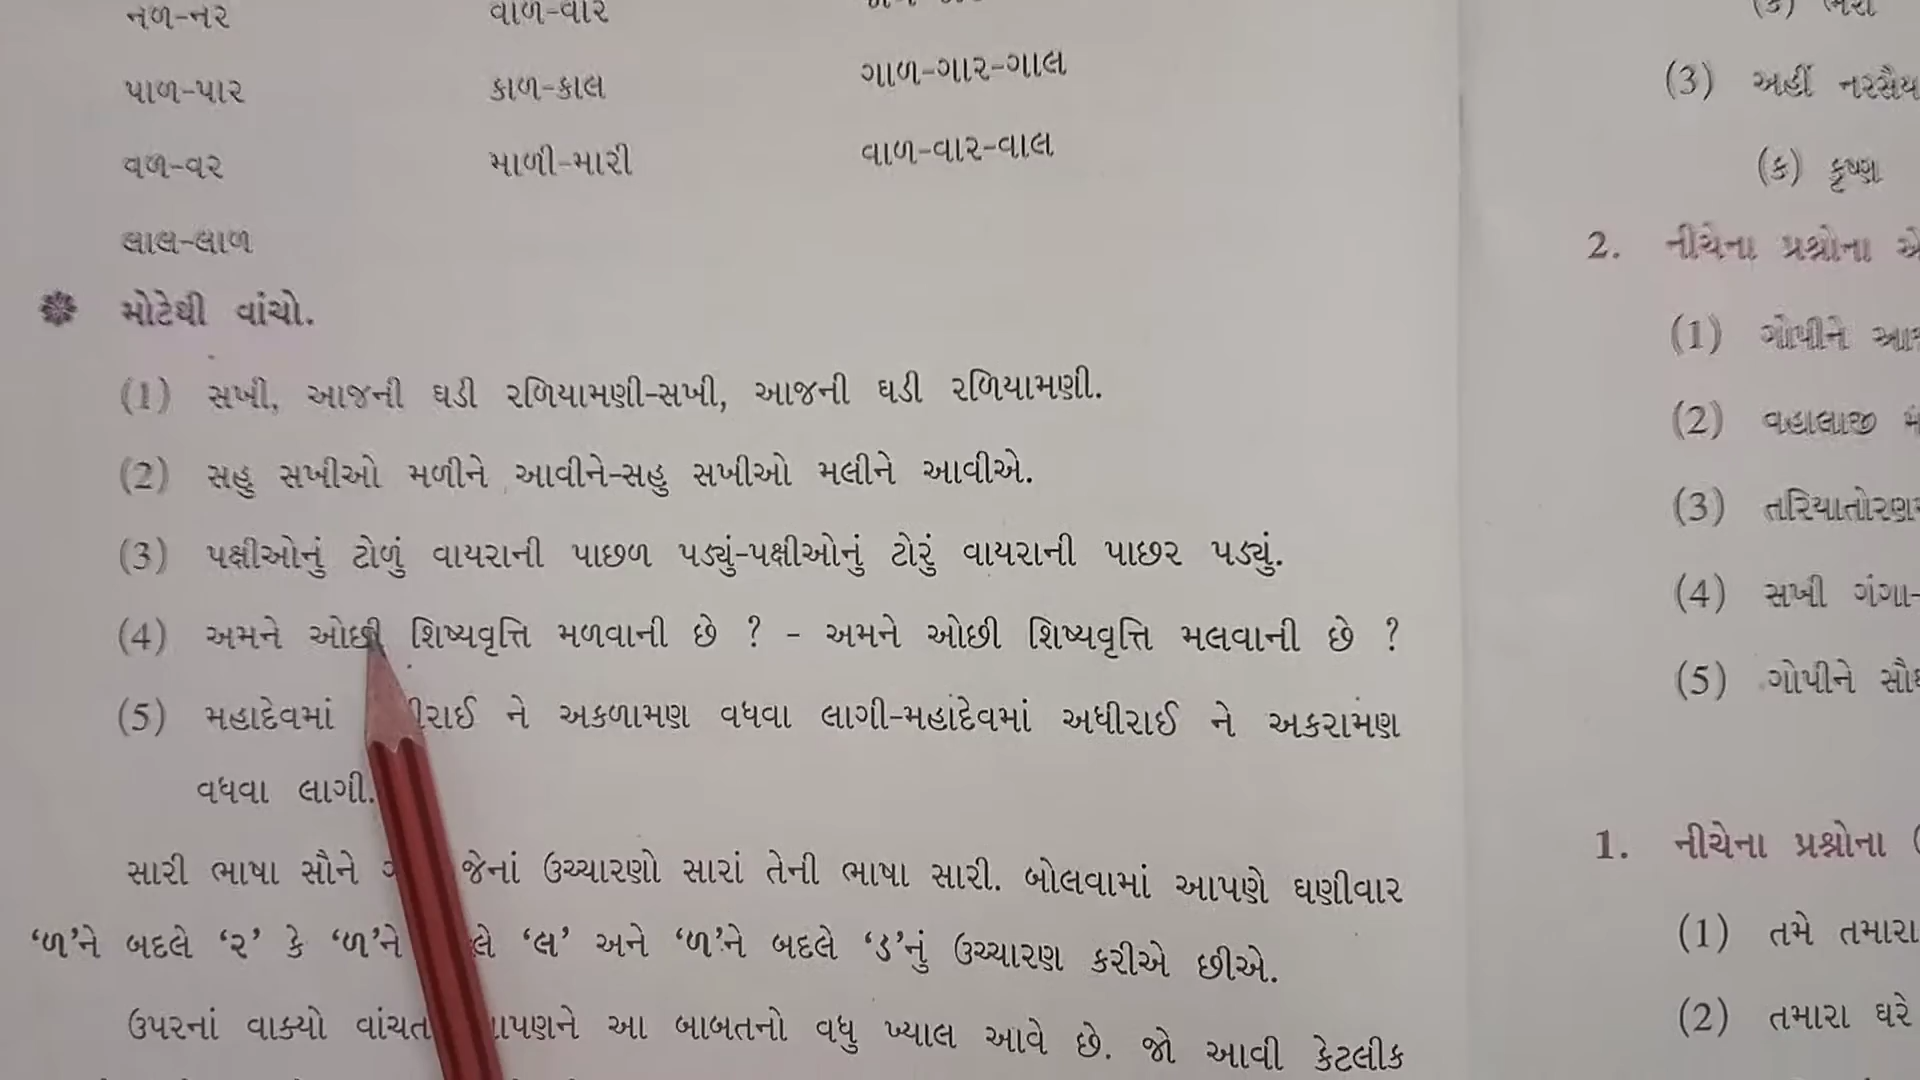 નળ-નર
વાળ-વાર
પાળ-પાર
કાળ-કાલ
ગાળ-ગાર-ગાલ
વળ-વર
માળી-મારી
વાળ-વાર-વાલ
લાલ-લાળ
મોટેથી વાંચો.
(1) સખી, આજની ઘડી રળિયામણી-સખી, આજની ઘડી રળિયામણી.
(2) સહુ સખીઓ મળીને આવીને-સહુ સખીઓ મલીને આવીએ.
(3) પક્ષીઓનું ટોળું વાયરાની પાછળ પડ્યું-પક્ષીઓનું ટોરું વાયરાની પાછર પડ્યું.
(4) અમને ઓછી શિષ્યવૃત્તિ મળવાની છે ? - અમને ઓછી શિષ્યવૃત્તિ મલવાની છે ?
(5) મહાદેવમાં ને અકળામણ વધવા લાગી-મહાદેવમાં અધીરાઈ ને અકરામણ
વધવા લાગી.
સારી ભાષા સૌને જેનાં ઉચ્ચારણો સારાં તેની ભાષા સારી. બોલવામાં આપણે ઘણીવાર
‘ળ’ને બદલે ‘ર’ કે ‘ળ’ને ‘લ’ અને ‘ળ’ને બદલે ‘ડ’નું ઉચ્ચારણ કરીએ છીએ.
ઉપરનાં વાક્યો આ બાબતનો વધુ ખ્યાલ આવે છે. જો આવી કેટલીક
(3) અહીં
(ક) કૃષ્ણ
2. નીચેના પ્રશ્નોના
(1) ગોપીને
(2) વહાલાજી
(3)
(4) સખી ગંગા-
(5) ગોપીને
1. નીચેના પ્રશ્નોના
(1) તમે તમારા
(2) તમારા ઘરે